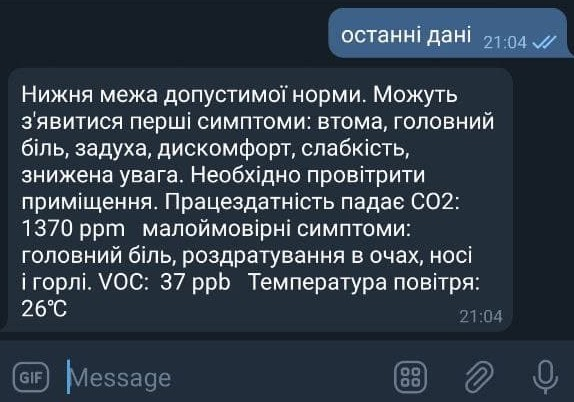 останні дані
21:04
Нижня межа допустимої норми. Можуть
з'явитися перші симптоми: втома, головний
біль, задуха, дискомфорт, слабкість,
знижена увага. Необхідно провітрити
приміщення. Працездатність падає CO2:
1370 ppm   малоймовірні симптоми:
головний біль, роздратування в очах, носі
і горлі. VOC:  37 ppb   Температура повітря:
26℃
21:04
GIF
Message